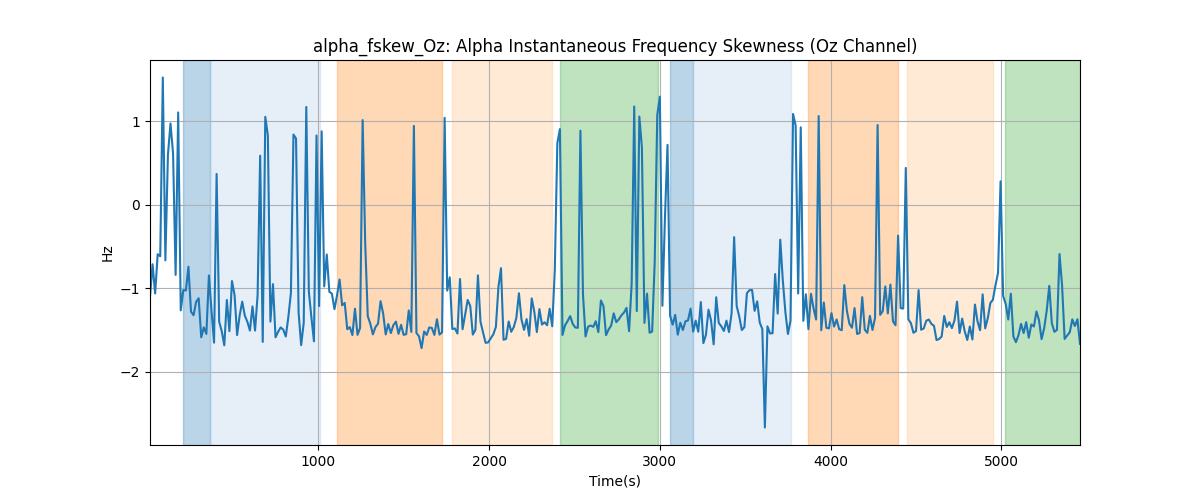 alpha_fskew_Oz: Alpha Instantaneous Frequency Skewness (Oz Channel)
1
0
−1
−2
Hz
1000 2000 3000 4000 5000
Time(s)